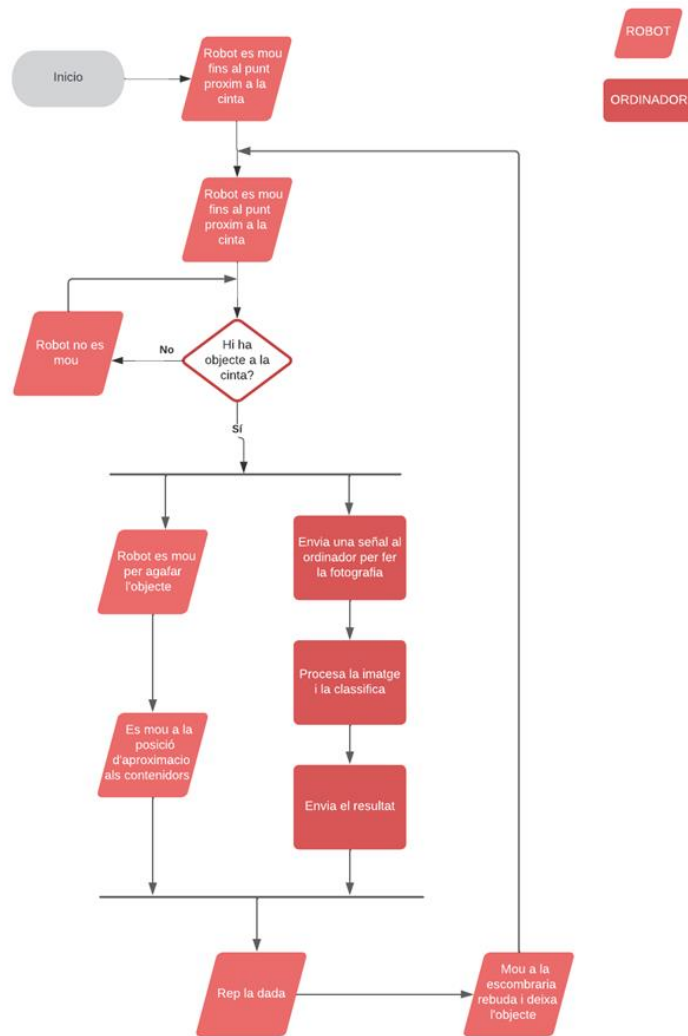 ROBOT
Inicio
Robot es mou
fins al punt
proxim a la
cinta
ORDINADOR
Robot es mou
fins al punt
proxim a la
cinta
Robot no es
mou
No
Hi ha
objecte a la
cinta?
Sí
Robot es mou
per agafar
l'objecte
Envia una señal al
ordinador per fer
la fotografia
Procesa la imatge
i la classifica
Es mou a la
posició
d'aproximacio
als contenidors
Envia el resultat
Rep la dada
Mou a la
escombraria
rebuda i deixa
l'objecte